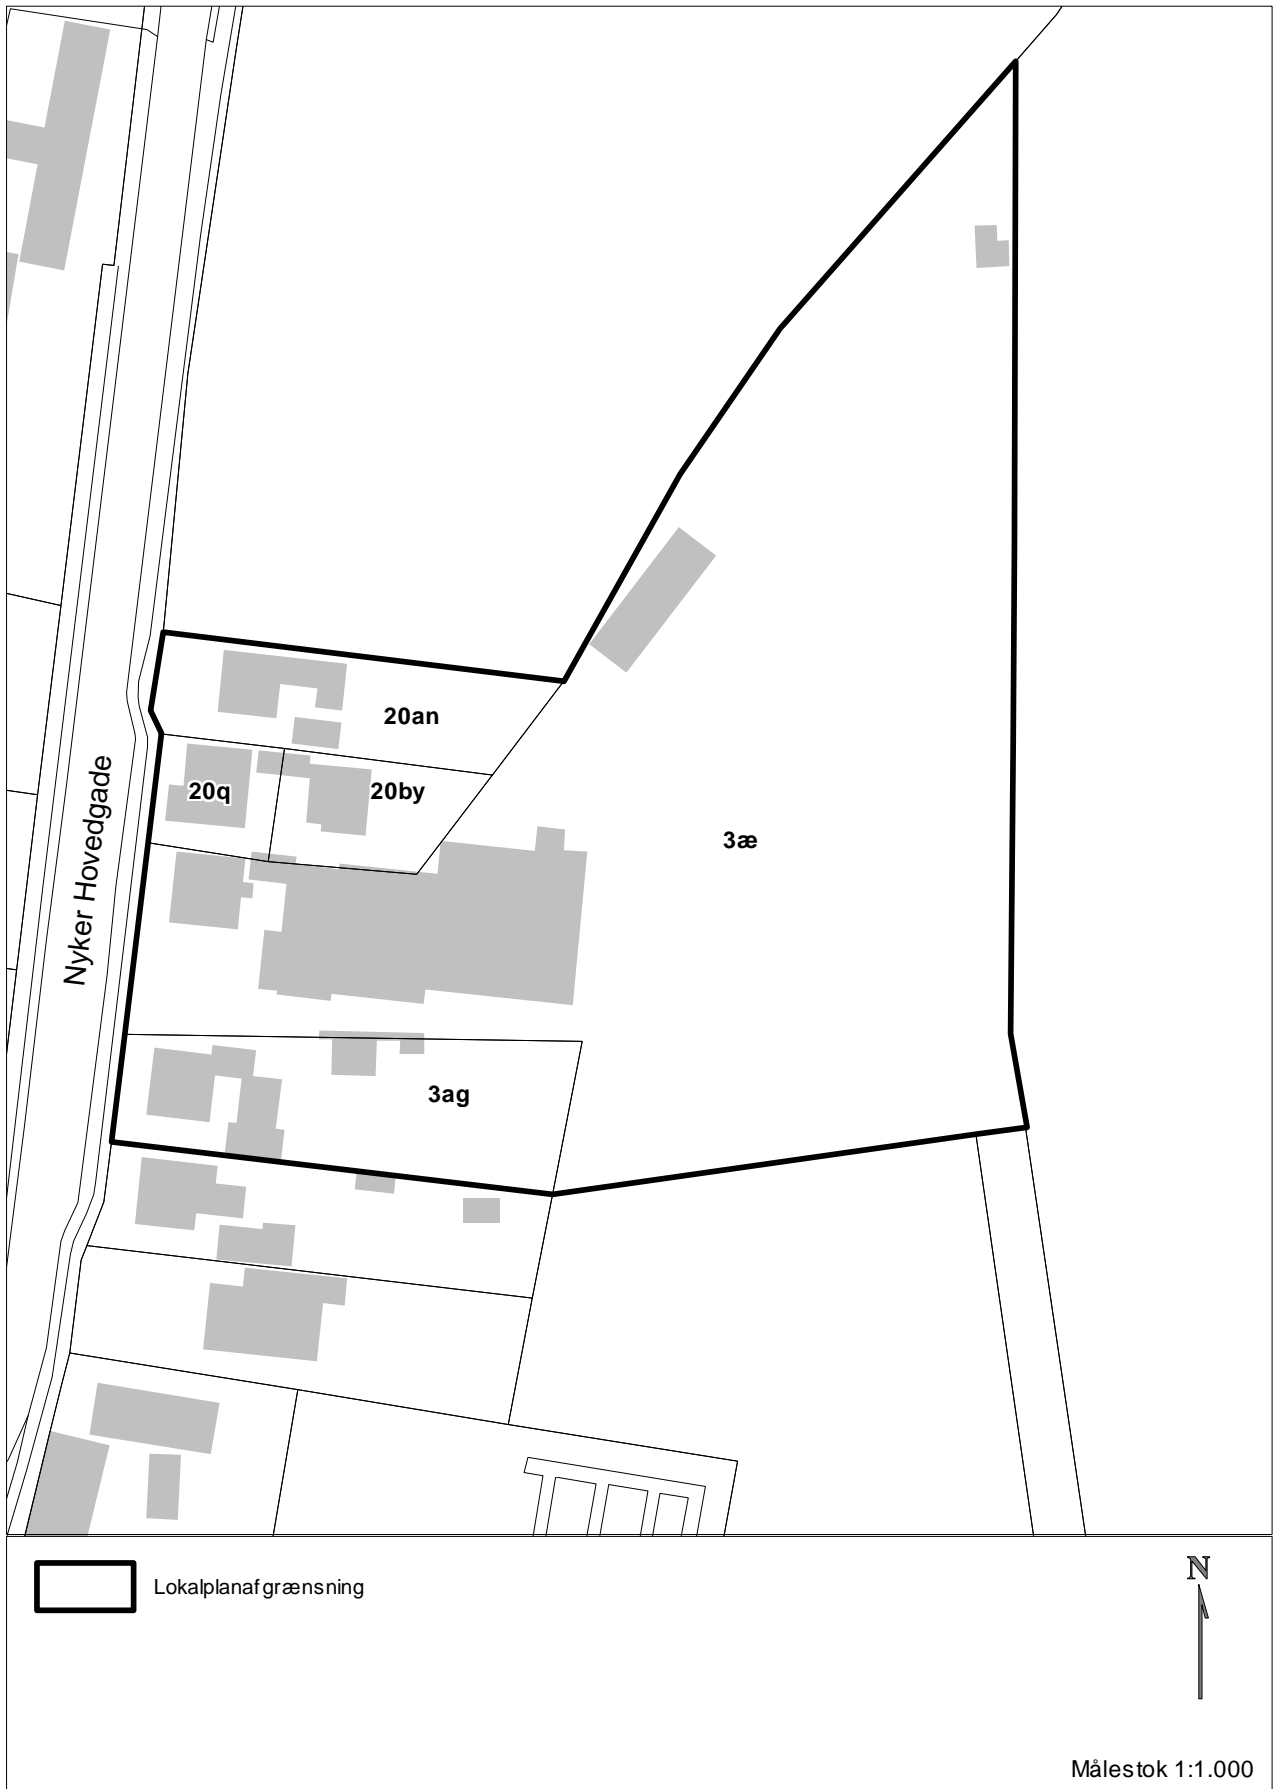 20an
20q
20by
3æ
Nyker Hovedgade
3ag
Lokalplanafgrænsning
N
Målestok 1:1.000